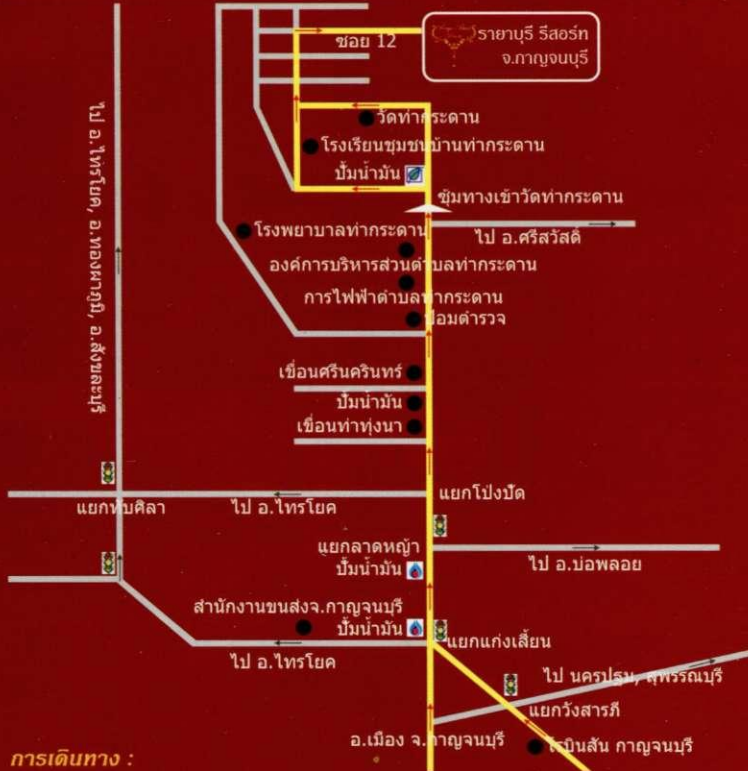 ซอย 12
รายาบุรี รีสอร์ท
จ.กาญจนบุรี
วัดท่ากระดาน
โรงเรียนชุมชนบ้านท่ากระดาน
ปั๊มน้ำมัน
ซุ้มทางเข้าวัดท่ากระดาน
ไป อ.ไทรโยค, อ.ทองผาภูมิ, อ.สังขละบุรี
โรงพยาบาลท่ากระดาน
ไป อ.ศรีสวัสดิ์
องค์การบริหารส่วนตำบลท่ากระดาน
การไฟฟ้าตำบลท่ากระดาน
ป้อมตำรวจ
เขื่อนศรีนครินทร์
ปั๊มน้ำมัน
เขื่อนท่าทุ่งนา
แยกทับศิลา
ไป อ.ไทรโยค
แยกโป่งปัด
แยกลาดหญ้า
ปั๊มน้ำมัน
ไป อ.บ่อพลอย
สำนักงานขนส่งจ.กาญจนบุรี
ปั๊มน้ำมัน
แยกแก่งเสี้ยน
ไป อ.ไทรโยค
ไป นครปฐม, สุพรรณบุรี
แยกวังสารภี
อ.เมือง จ.กาญจนบุรี
โรบินสัน กาญจนบุรี
การเดินทาง :